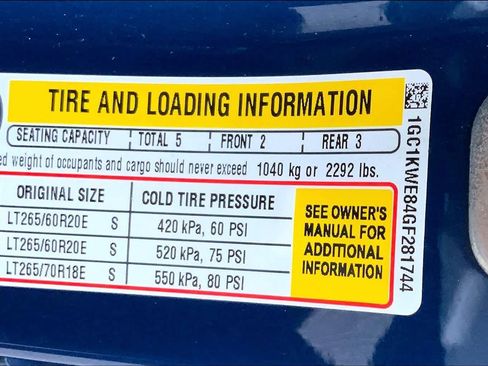 TIRE AND LOADING INFORMATION
SEATING CAPACITY TOTAL 5 FRONT 2 REAR 3
weight of occupants and cargo should never exceed 1040 kg or 2292 lbs.
ORIGINAL SIZE COLD TIRE PRESSURE
LT265/60R20E S 420 kPa, 60 PSI
LT265/60R20E S 520 kPa, 75 PSI
LT265/70R18E S 550 kPa, 80 PSI
SEE OWNER'S
MANUAL FOR
ADDITIONAL
INFORMATION
1GC1KWE84GF281744